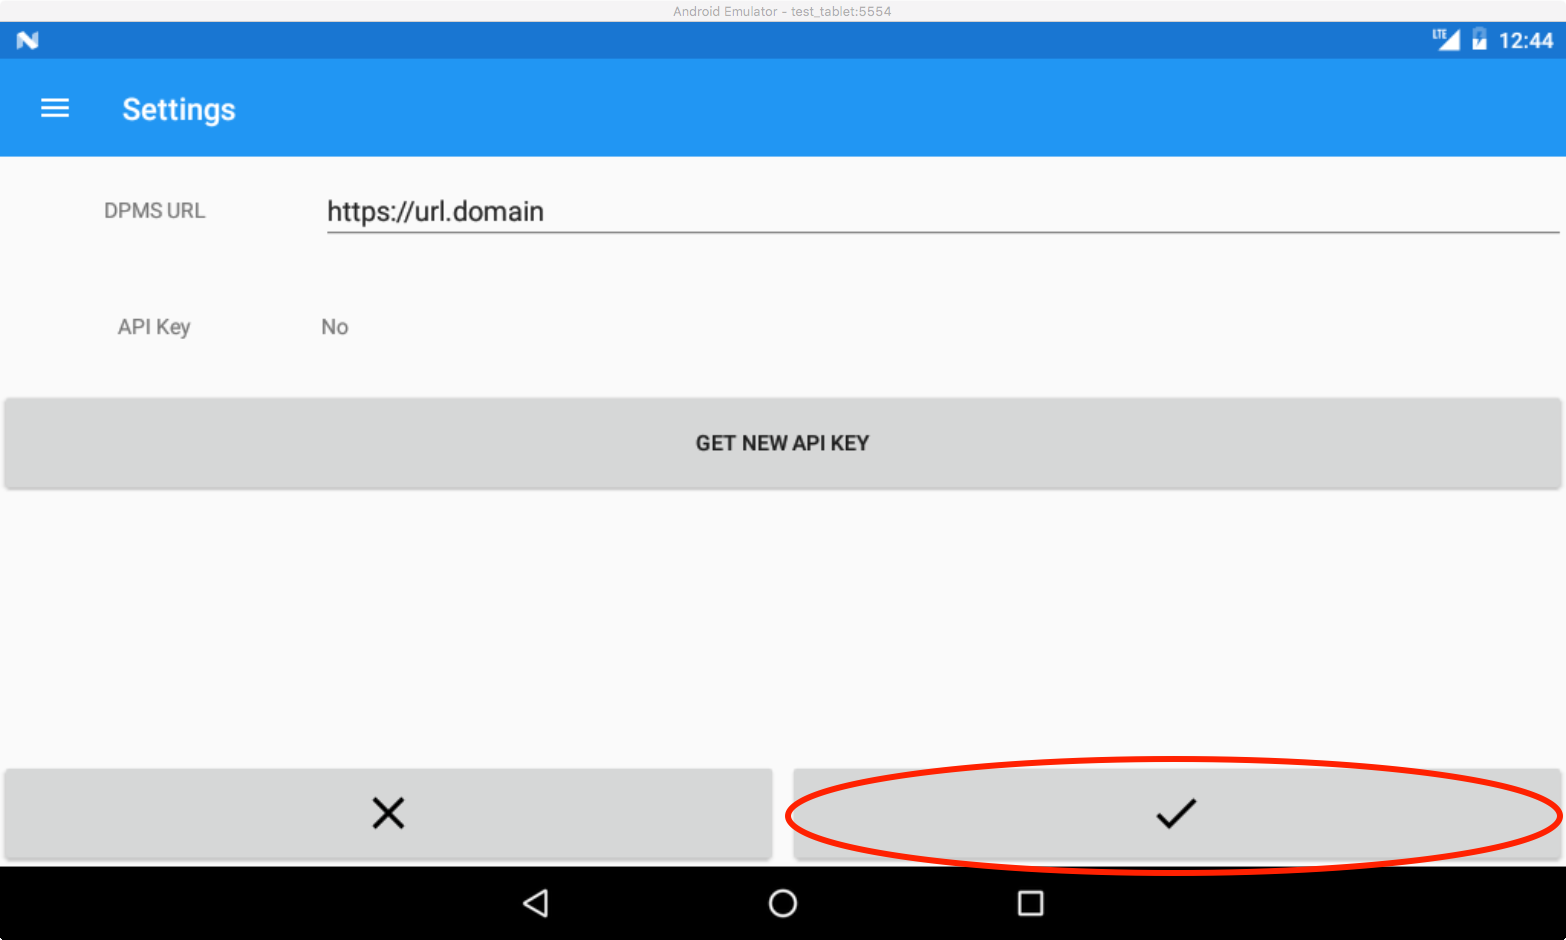 Android Emulator - test_tablet:5554
LTE 12:44
Settings
DPMS URL https://url.domain
API Key No
GET NEW API KEY